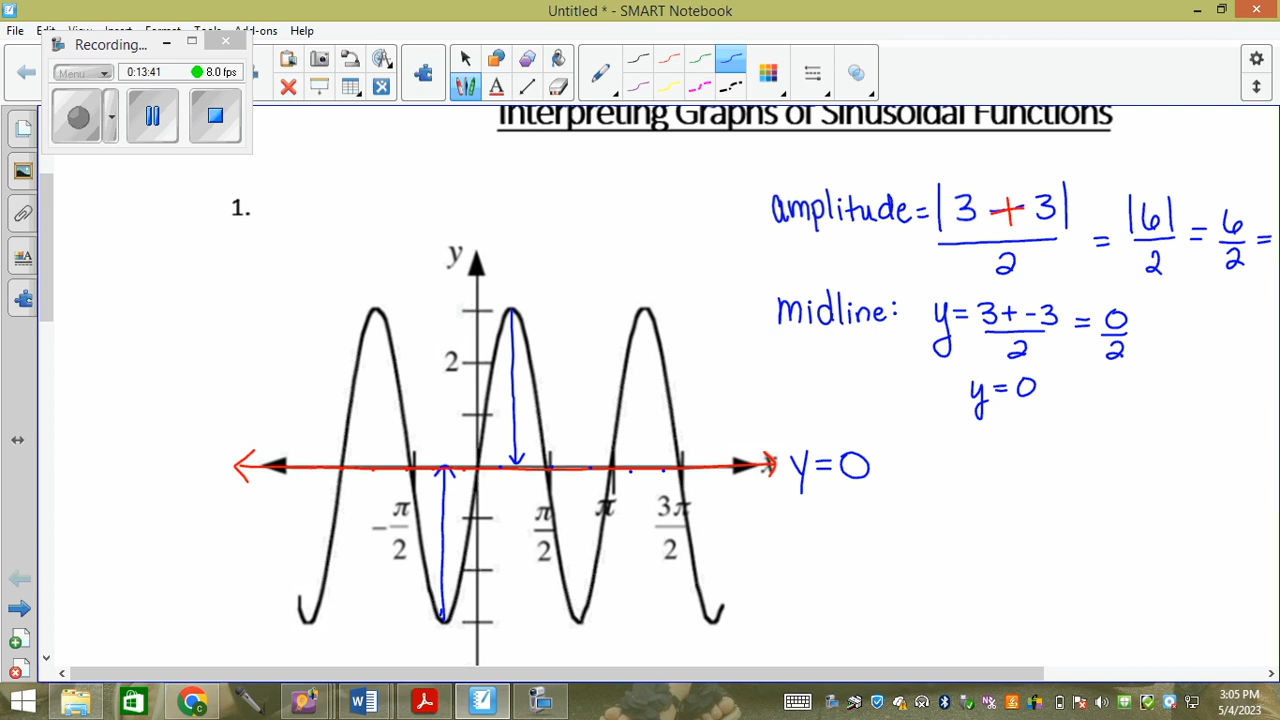 Untitled * - SMART Notebook
File Edit View Insert Format Tools Add-ons Help
Recording...
Menu 0:13:41 8.0 fps
Interpreting Graphs of Sinusoidal Functions
1.
amplitude = |3 + 3| / 2 = |6| / 2 = 6 / 2 =
midline: y = 3 + -3 / 2 = 0 / 2
y = 0
y
2
y = 0
-π/2 π/2 π 3π/2
3:05 PM
5/4/2023